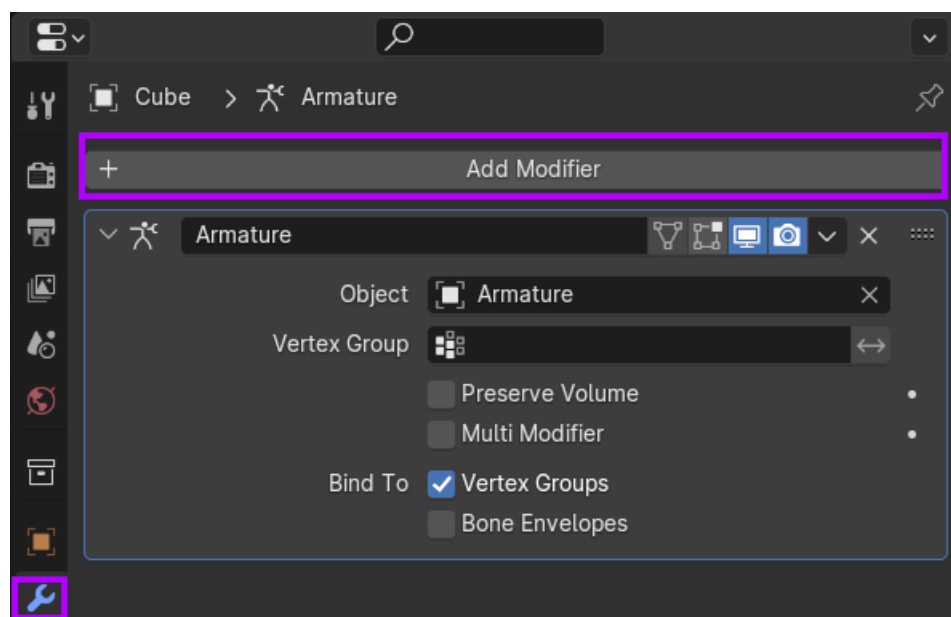 Cube > Armature
+ Add Modifier
Armature
Object Armature
Vertex Group
Preserve Volume
Multi Modifier
Bind To Vertex Groups
Bone Envelopes